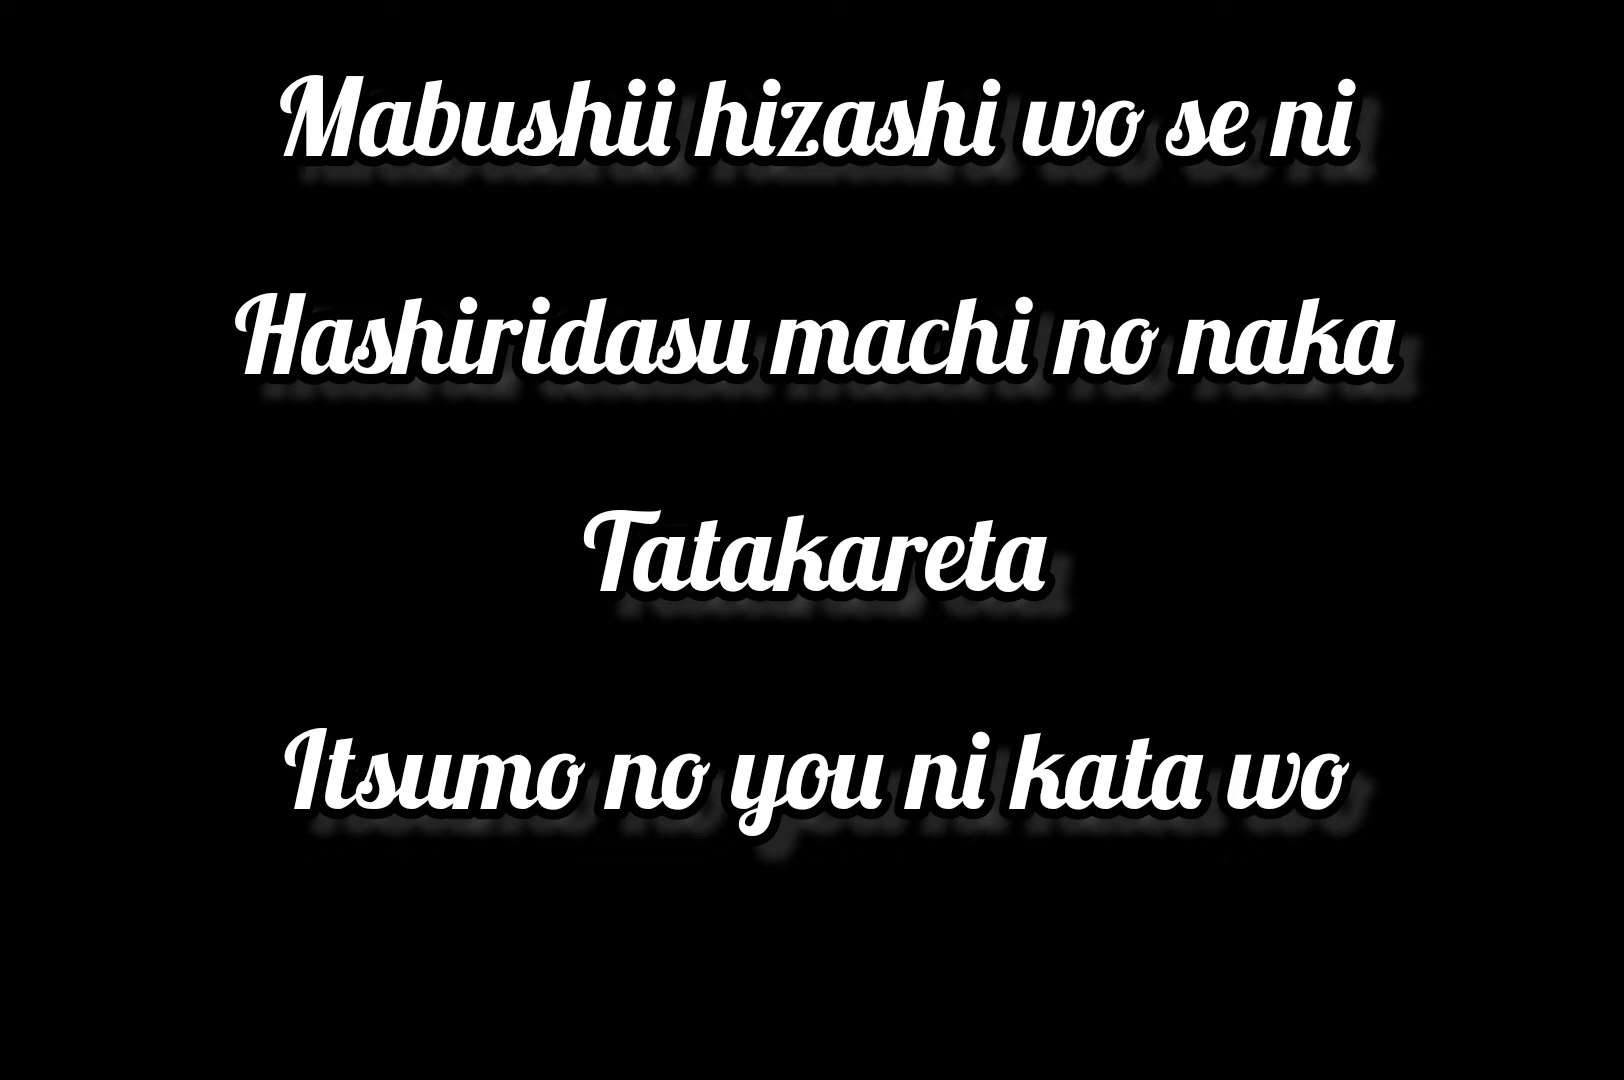 Mabushii hizashi wo se ni
Hashiridasu machi no naka
Tatakareta
Itsumo no you ni kata wo